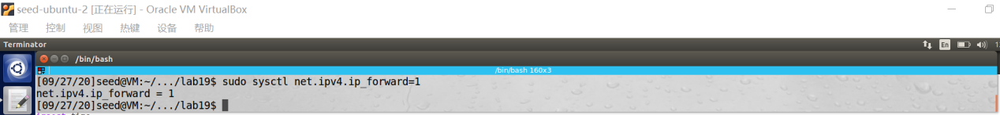 seed-ubuntu-2 [正在运行] - Oracle VM VirtualBox
管理 控制 视图 热键 设备 帮助
Terminator
En
/bin/bash
/bin/bash 160x3
[09/27/20]seed@VM:~/.../lab19$ sudo sysctl net.ipv4.ip_forward=1
net.ipv4.ip_forward = 1
[09/27/20]seed@VM:~/.../lab19$